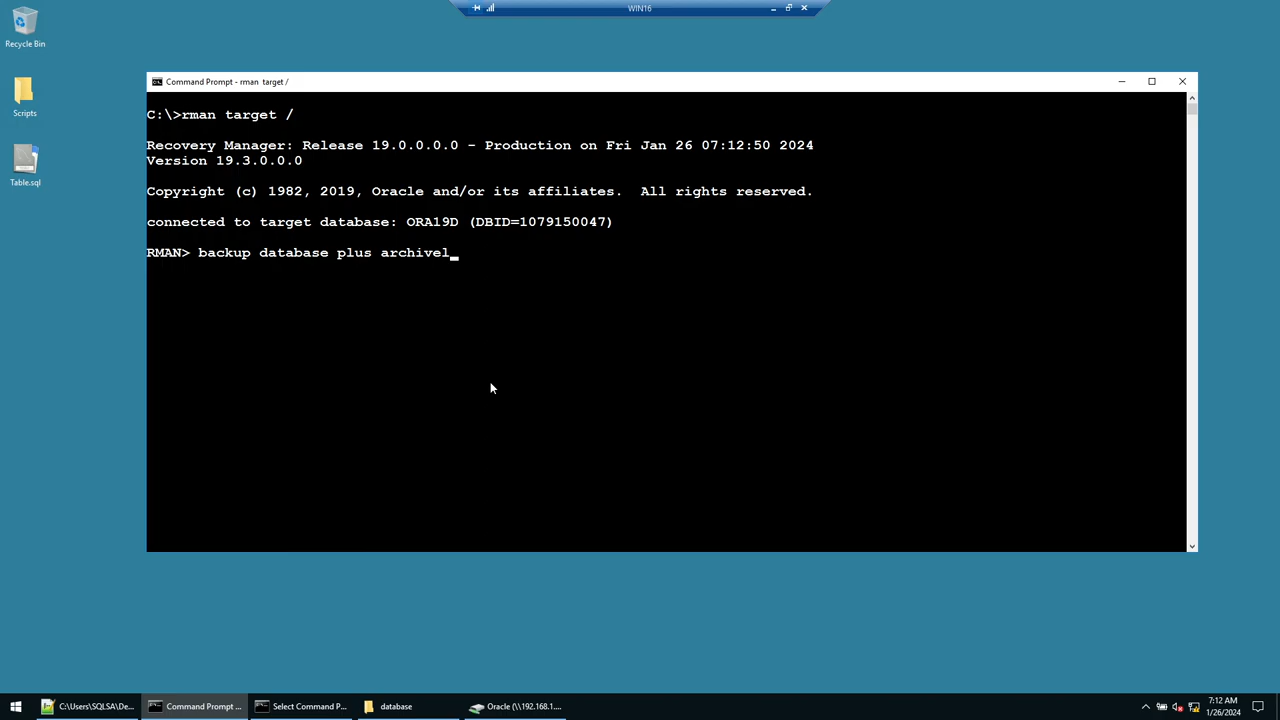 WIN16
Recycle Bin
Scripts
Table.sql
Command Prompt - rman target /
C:\>rman target /
Recovery Manager: Release 19.0.0.0.0 - Production on Fri Jan 26 07:12:50 2024
Version 19.3.0.0.0
Copyright (c) 1982, 2019, Oracle and/or its affiliates.  All rights reserved.
connected to target database: ORA19D (DBID=1079150047)
RMAN> backup database plus archivel_
C:\Users\SQLSA\De...
Command Prompt ...
Select Command P...
database
Oracle (\\192.168.1....
7:12 AM
1/26/2024